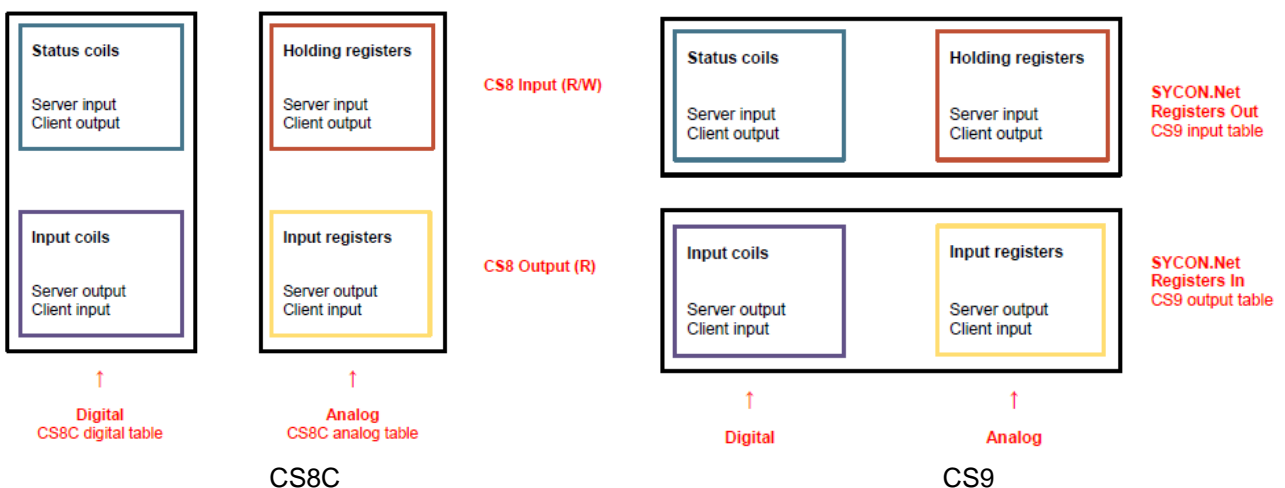 Status coils
Server input
Client output
Holding registers
Server input
Client output
CS8 Input (R/W)
Input coils
Server output
Client input
Input registers
Server output
Client input
CS8 Output (R)
↑
Digital
CS8C digital table
↑
Analog
CS8C analog table
CS8C
Status coils
Server input
Client output
Holding registers
Server input
Client output
SYCON.Net
Registers Out
CS9 input table
Input coils
Server output
Client input
Input registers
Server output
Client input
SYCON.Net
Registers In
CS9 output table
↑
Digital
↑
Analog
CS9